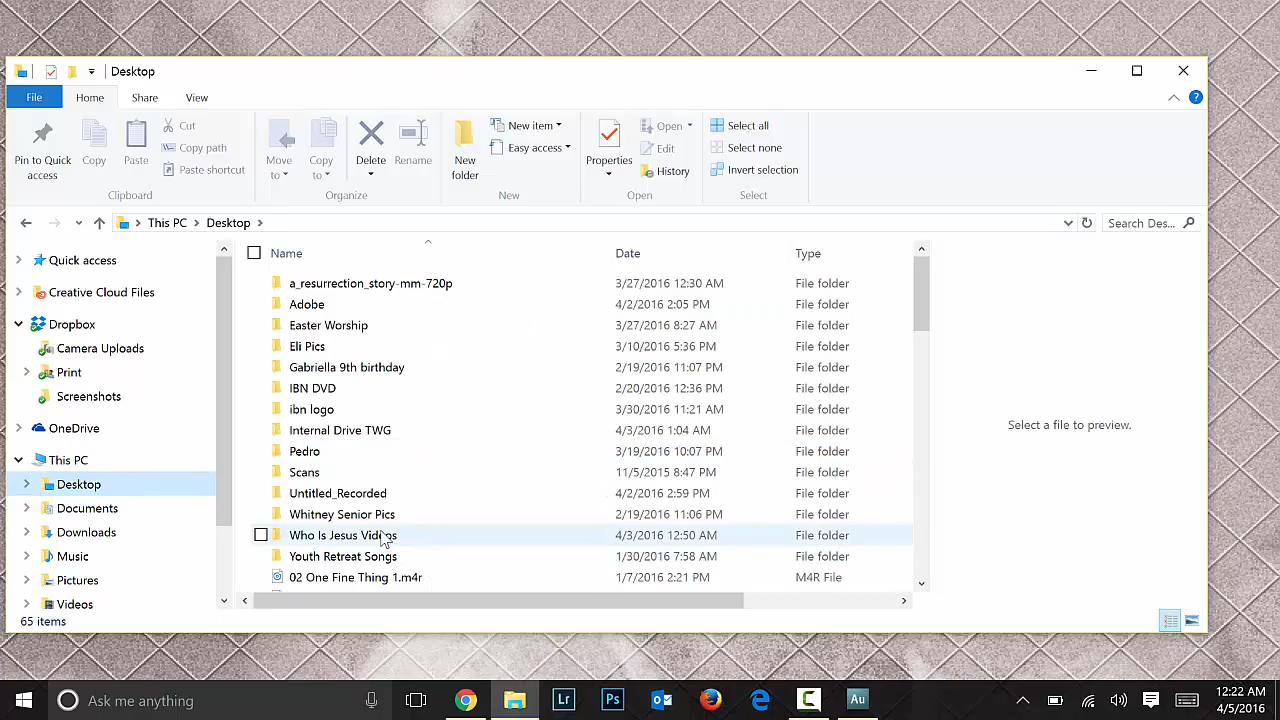 Desktop
File Home Share View
Pin to Quick access
Copy
Paste
Cut
Copy path
Paste shortcut
Clipboard
Move to
Copy to
Delete
Rename
Organize
New folder
New item
Easy access
New
Properties
Open
Edit
History
Open
Select all
Select none
Invert selection
Select
This PC Desktop
Search Des...
Quick access
Creative Cloud Files
Dropbox
Camera Uploads
Print
Screenshots
OneDrive
This PC
Desktop
Documents
Downloads
Music
Pictures
Videos
Name Date Type
a_resurrection_story-mm-720p 3/27/2016 12:30 AM File folder
Adobe 4/2/2016 2:05 PM File folder
Easter Worship 3/27/2016 8:27 AM File folder
Eli Pics 3/10/2016 5:36 PM File folder
Gabriella 9th birthday 2/19/2016 11:07 PM File folder
IBN DVD 2/20/2016 12:36 PM File folder
ibn logo 3/30/2016 11:21 AM File folder
Internal Drive TWG 4/3/2016 1:04 AM File folder
Pedro 3/19/2016 10:07 PM File folder
Scans 11/5/2015 8:47 PM File folder
Untitled_Recorded 4/2/2016 2:59 PM File folder
Whitney Senior Pics 2/19/2016 11:06 PM File folder
Who Is Jesus Videos 4/3/2016 12:50 AM File folder
Youth Retreat Songs 1/30/2016 7:58 AM File folder
02 One Fine Thing 1.m4r 1/7/2016 2:21 PM M4R File
Select a file to preview.
65 items
Ask me anything
Lr
Ps
Au
12:22 AM
4/5/2016